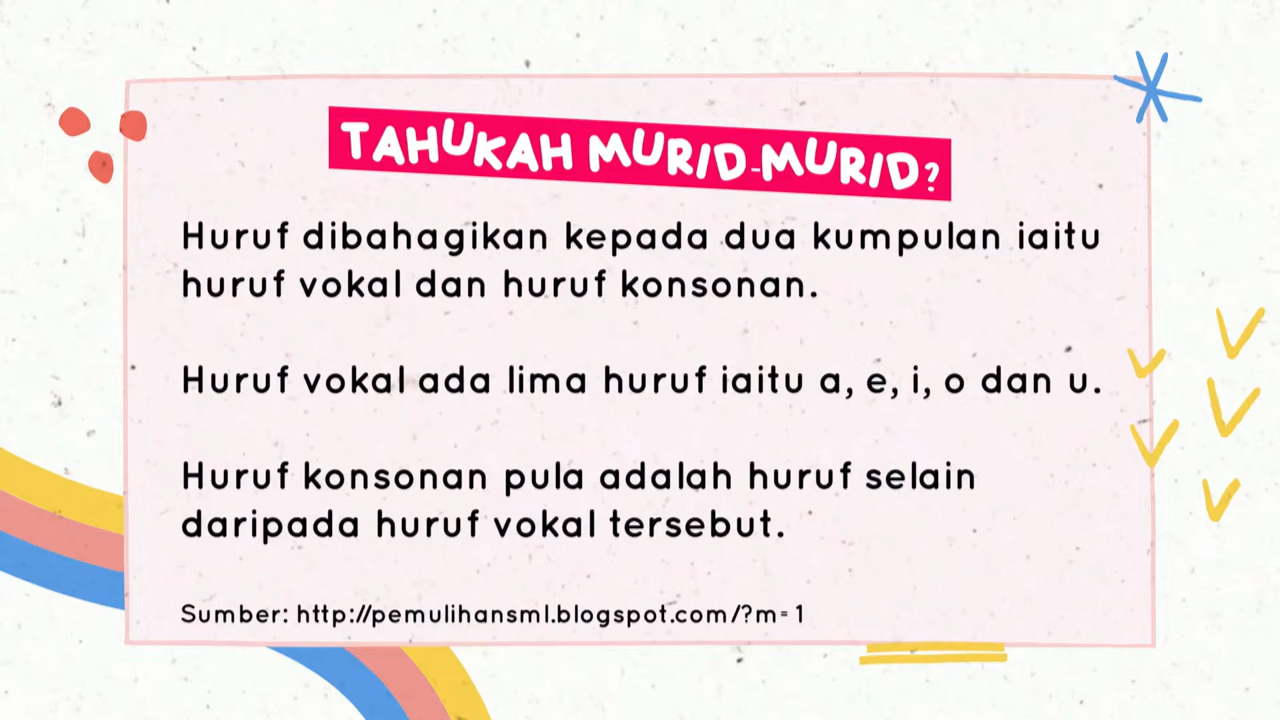 TAHUKAH MURID-MURID?
Huruf dibahagikan kepada dua kumpulan iaitu
huruf vokal dan huruf konsonan.
Huruf vokal ada lima huruf iaitu a, e, i, o dan u.
Huruf konsonan pula adalah huruf selain
daripada huruf vokal tersebut.
Sumber: http://pemulihansml.blogspot.com/?m=1